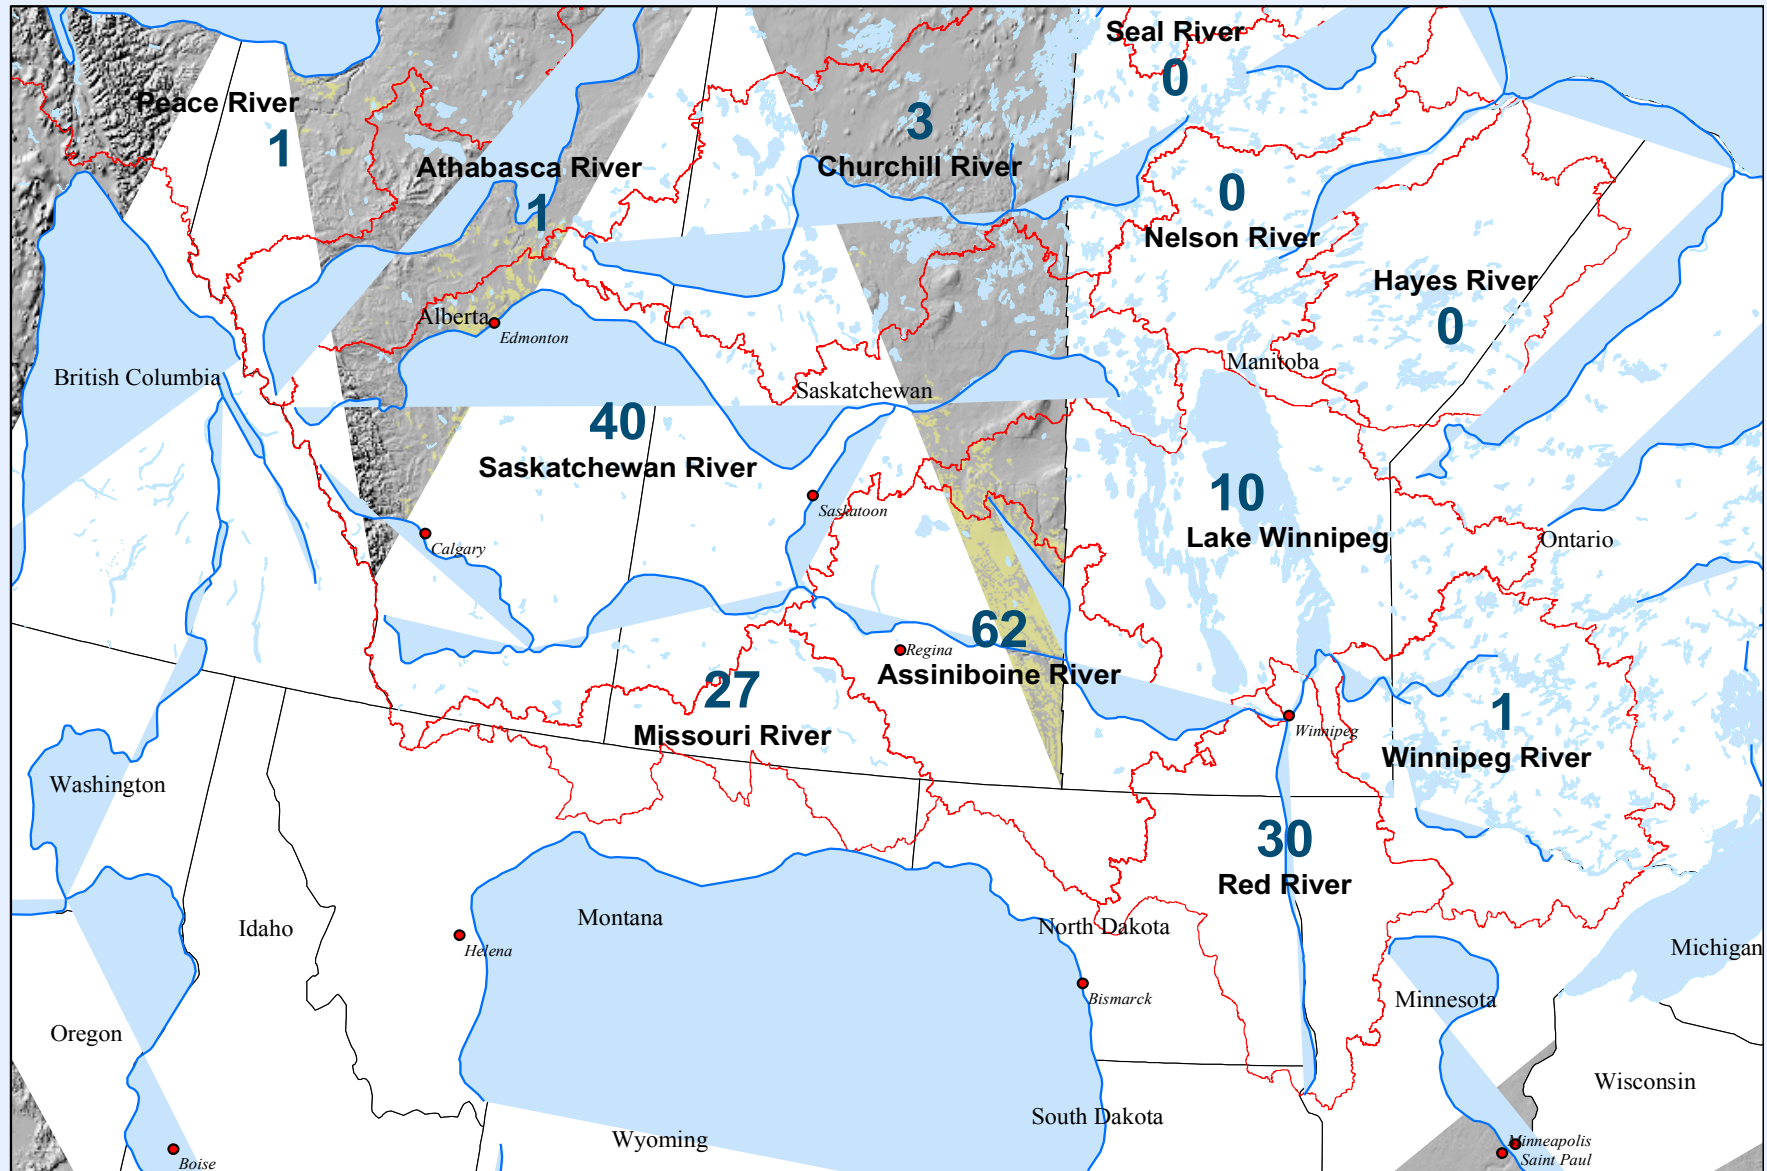 Seal River
0
Peace River
1
3
Churchill River
Athabasca River
1
0
Nelson River
Hayes River
0
Alberta
Edmonton
British Columbia
Manitoba
Saskatchewan
40
Saskatchewan River
Saskatoon
10
Lake Winnipeg
Calgary
Ontario
62
Assiniboine River
Regina
27
Missouri River
Winnipeg
1
Winnipeg River
Washington
30
Red River
Idaho
Montana
North Dakota
Helena
Michigan
Bismarck
Minnesota
Oregon
Wisconsin
South Dakota
Wyoming
Minneapolis
Saint Paul
Boise